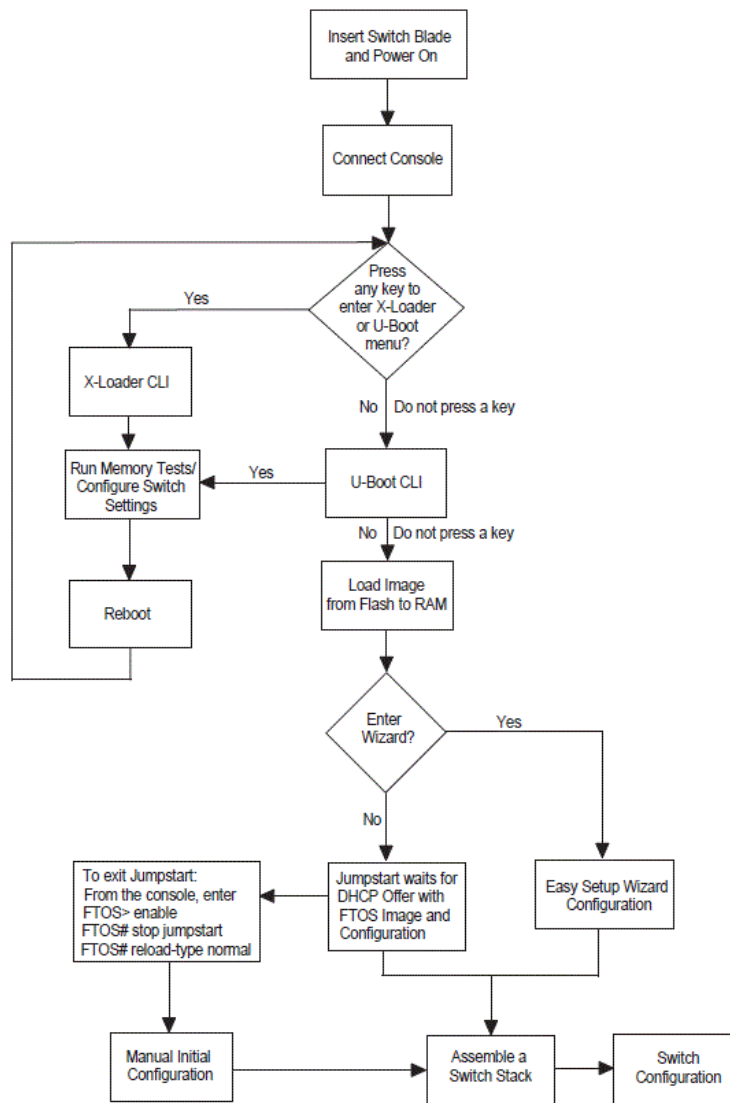 Insert Switch Blade
and Power On
Connect Console
Press
any key to
enter X-Loader
or U-Boot
menu?
Yes
X-Loader CLI
No Do not press a key
Run Memory Tests/
Configure Switch
Settings
Yes
U-Boot CLI
No Do not press a key
Load Image
from Flash to RAM
Reboot
Enter
Wizard?
Yes
No
To exit Jumpstart:
From the console, enter
FTOS> enable
FTOS# stop jumpstart
FTOS# reload-type normal
Jumpstart waits for
DHCP Offer with
FTOS Image and
Configuration
Easy Setup Wizard
Configuration
Manual Initial
Configuration
Assemble a
Switch Stack
Switch
Configuration